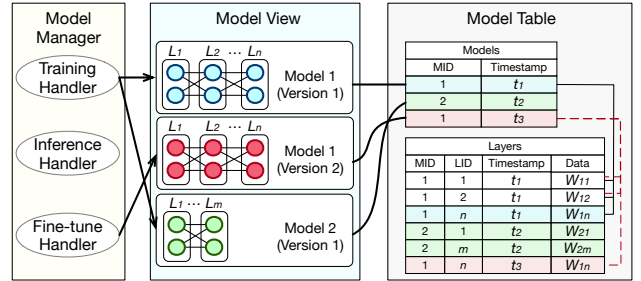 Model Manager
Training Handler
Inference Handler
Fine-tune Handler
Model View
L1 L2 ... Ln
Model 1 (Version 1)
L1 L2 ... Ln
Model 1 (Version 2)
L1 ... Lm
Model 2 (Version 1)
Model Table
Models
MID Timestamp
1 t1
2 t2
1 t3
Layers
MID LID Timestamp Data
1 1 t1 W11
1 2 t1 W12
1 n t1 W1n
2 1 t2 W21
2 m t2 W2m
1 n t3 W1n